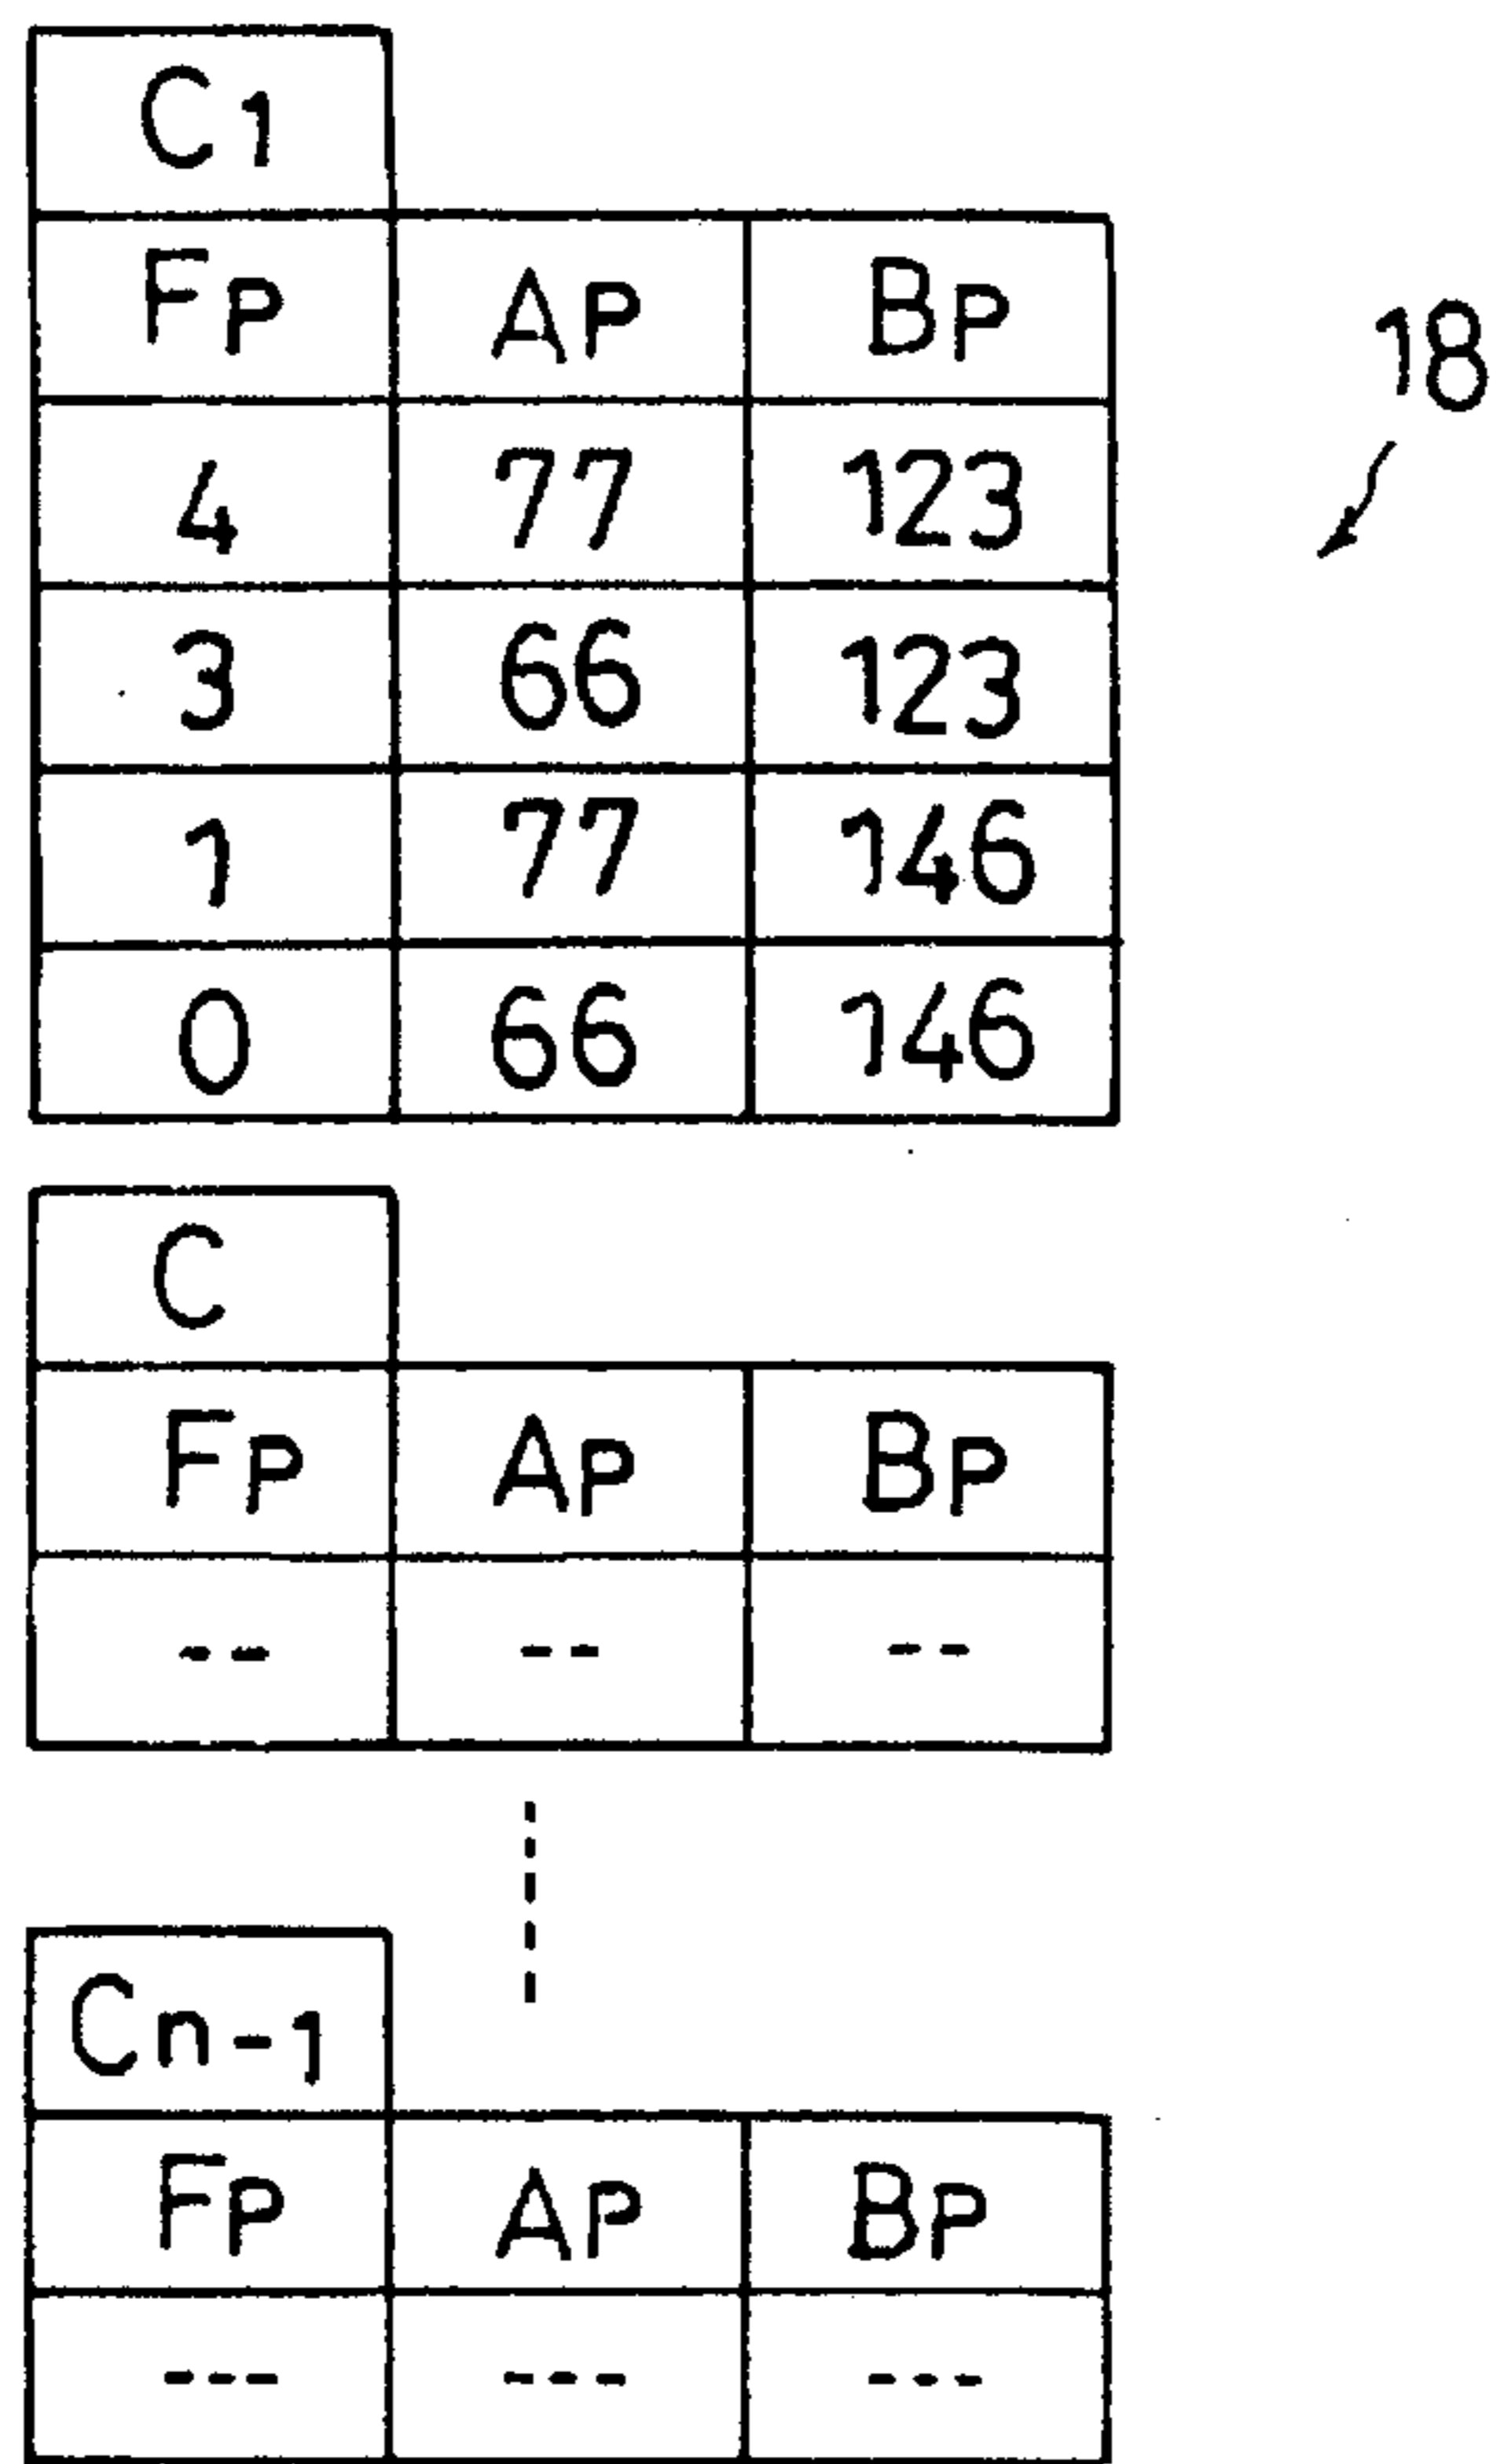 C1
FP AP BP
18
4 77 123
3 66 123
1 77 146
0 66 146
C
FP AP BP
-- -- --
Cn-1
FP AP BP
--- --- ---